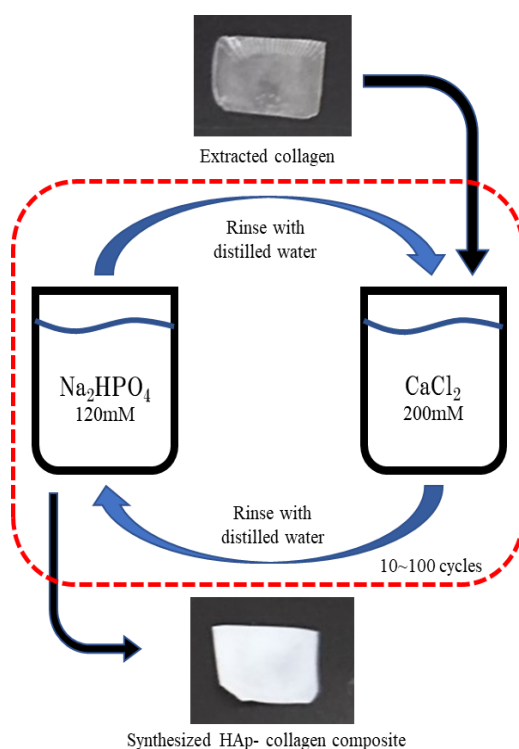 Extracted collagen
Rinse with
distilled water
Na₂HPO₄
120mM
CaCl₂
200mM
Rinse with
distilled water
10~100 cycles
Synthesized HAp- collagen composite